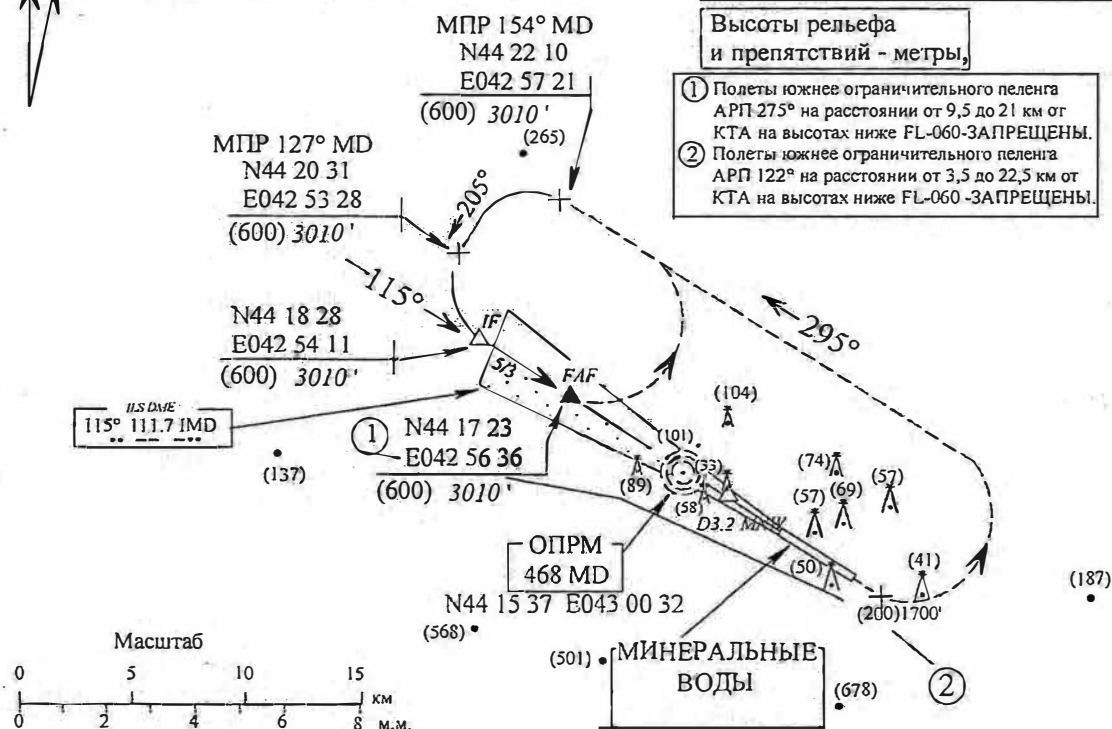 МПР 154° MD
N44 22 10
E042 57 21
(600) 3010'
(265)
Высоты рельефа
и препятствий - метры,
① Полеты южнее ограничительного пеленга
АРП 275° на расстоянии от 9,5 до 21 км от
КТА на высотах ниже FL-060-ЗАПРЕЩЕНЫ.
② Полеты южнее ограничительного пеленга
АРП 122° на расстоянии от 3,5 до 22,5 км от
КТА на высотах ниже FL-060 -ЗАПРЕЩЕНЫ.
МПР 127° MD
N44 20 31
E042 53 28
(600) 3010'
205°
115°
295°
N44 18 28
E042 54 11
(600) 3010'
IF
5/3
FAF
ILS DME
115° 111.7 IMD
①
N44 17 23
E042 56 36
(600) 3010'
(137)
(104)
(101)
(89)
(33)
(58)
(74)
(57)
(69)
(57)
D3.2
(50)
(41)
(187)
(200)1700'
ОПРМ
468 MD
N44 15 37 E043 00 32
(568)
(501)
МИНЕРАЛЬНЫЕ
ВОДЫ
(678)
②
Масштаб
0 5 10 15
км
0 2 4 6 8 м.м.